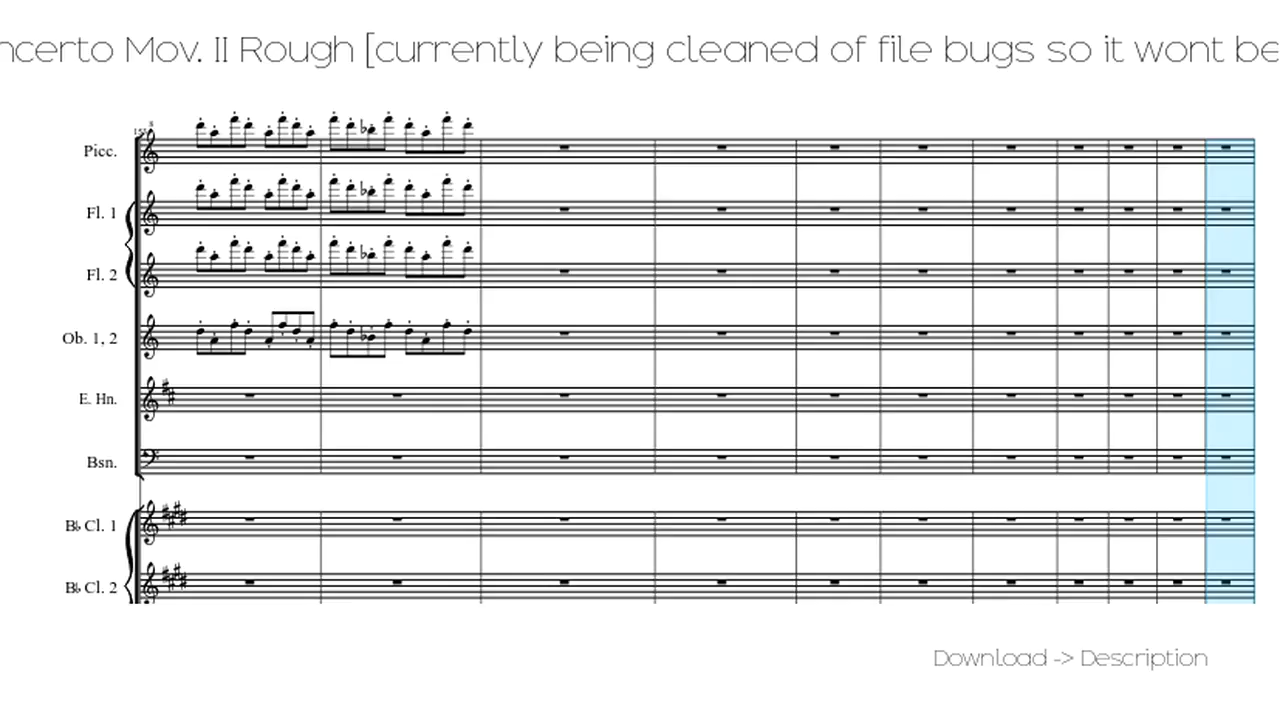 ncerto Mov. II Rough [currently being cleaned of file bugs so it wont be
Picc.
Fl. 1
Fl. 2
Ob. 1, 2
E. Hn.
Bsn.
B♭ Cl. 1
B♭ Cl. 2
Download -> Description